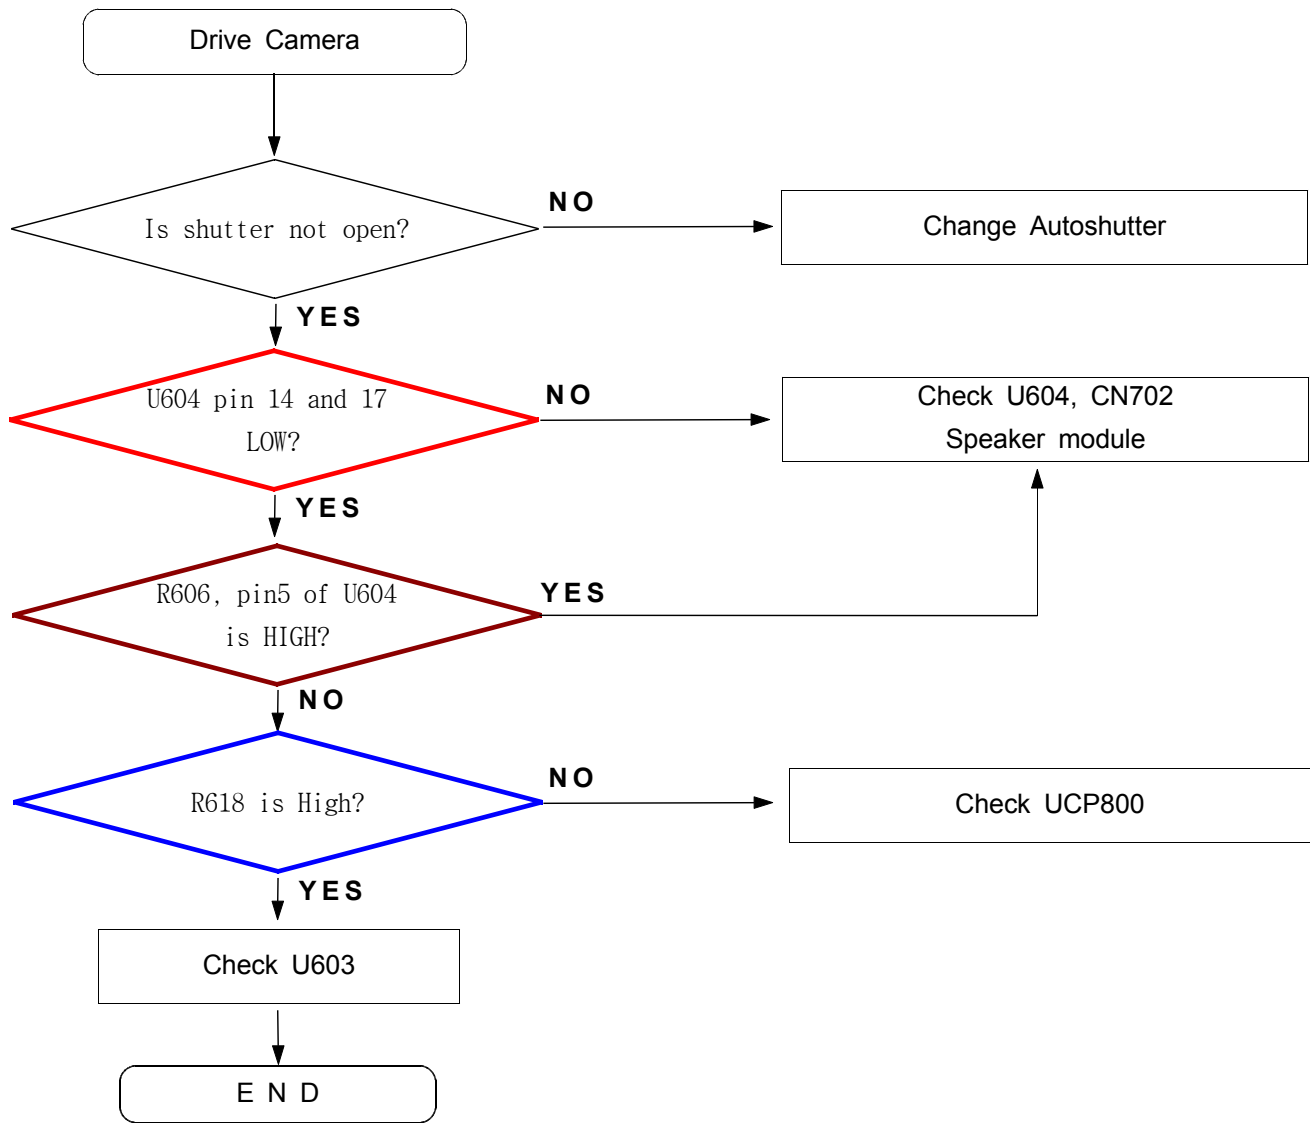 Drive Camera
Is shutter not open?
NO
Change Autoshutter
YES
U604 pin 14 and 17
LOW?
NO
Check U604, CN702
Speaker module
YES
R606, pin5 of U604
is HIGH?
YES
NO
R618 is High?
NO
Check UCP800
YES
Check U603
E N D